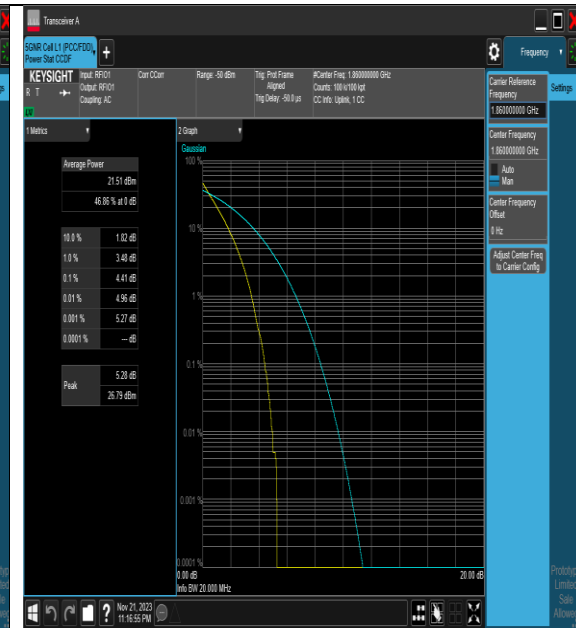 Transceiver A
5GNR Cell L1 (PCC/FDD),
Power Stat CCDF
+
Frequency
KEYSIGHT
R T
Input: RFIO1
Output: RFIO1
Coupling: AC
Corr CCorr
Range: -50 dBm
Trig: Prot Frame
Aligned
Trig Delay: -50.0 µs
#Center Freq: 1.860000000 GHz
Counts: 100 k/100 kpt
CC Info: Uplink, 1 CC
1 Metrics
Average Power
21.51 dBm
46.86 % at 0 dB
10.0 % 1.82 dB
1.0 % 3.48 dB
0.1 % 4.41 dB
0.01 % 4.96 dB
0.001 % 5.27 dB
0.0001 % --- dB
Peak
5.28 dB
26.79 dBm
2 Graph
Gaussian
100 %
10 %
1 %
0.1 %
0.01 %
0.001 %
0.0001 %
0.00 dB
20.00 dB
Info BW 20.000 MHz
Carrier Reference
Frequency
1.860000000 GHz
Center Frequency
1.860000000 GHz
Auto
Man
Center Frequency
Offset
0 Hz
Adjust Center Freq
to Carrier Config
Settings
?
Nov 21, 2023
11:16:55 PM